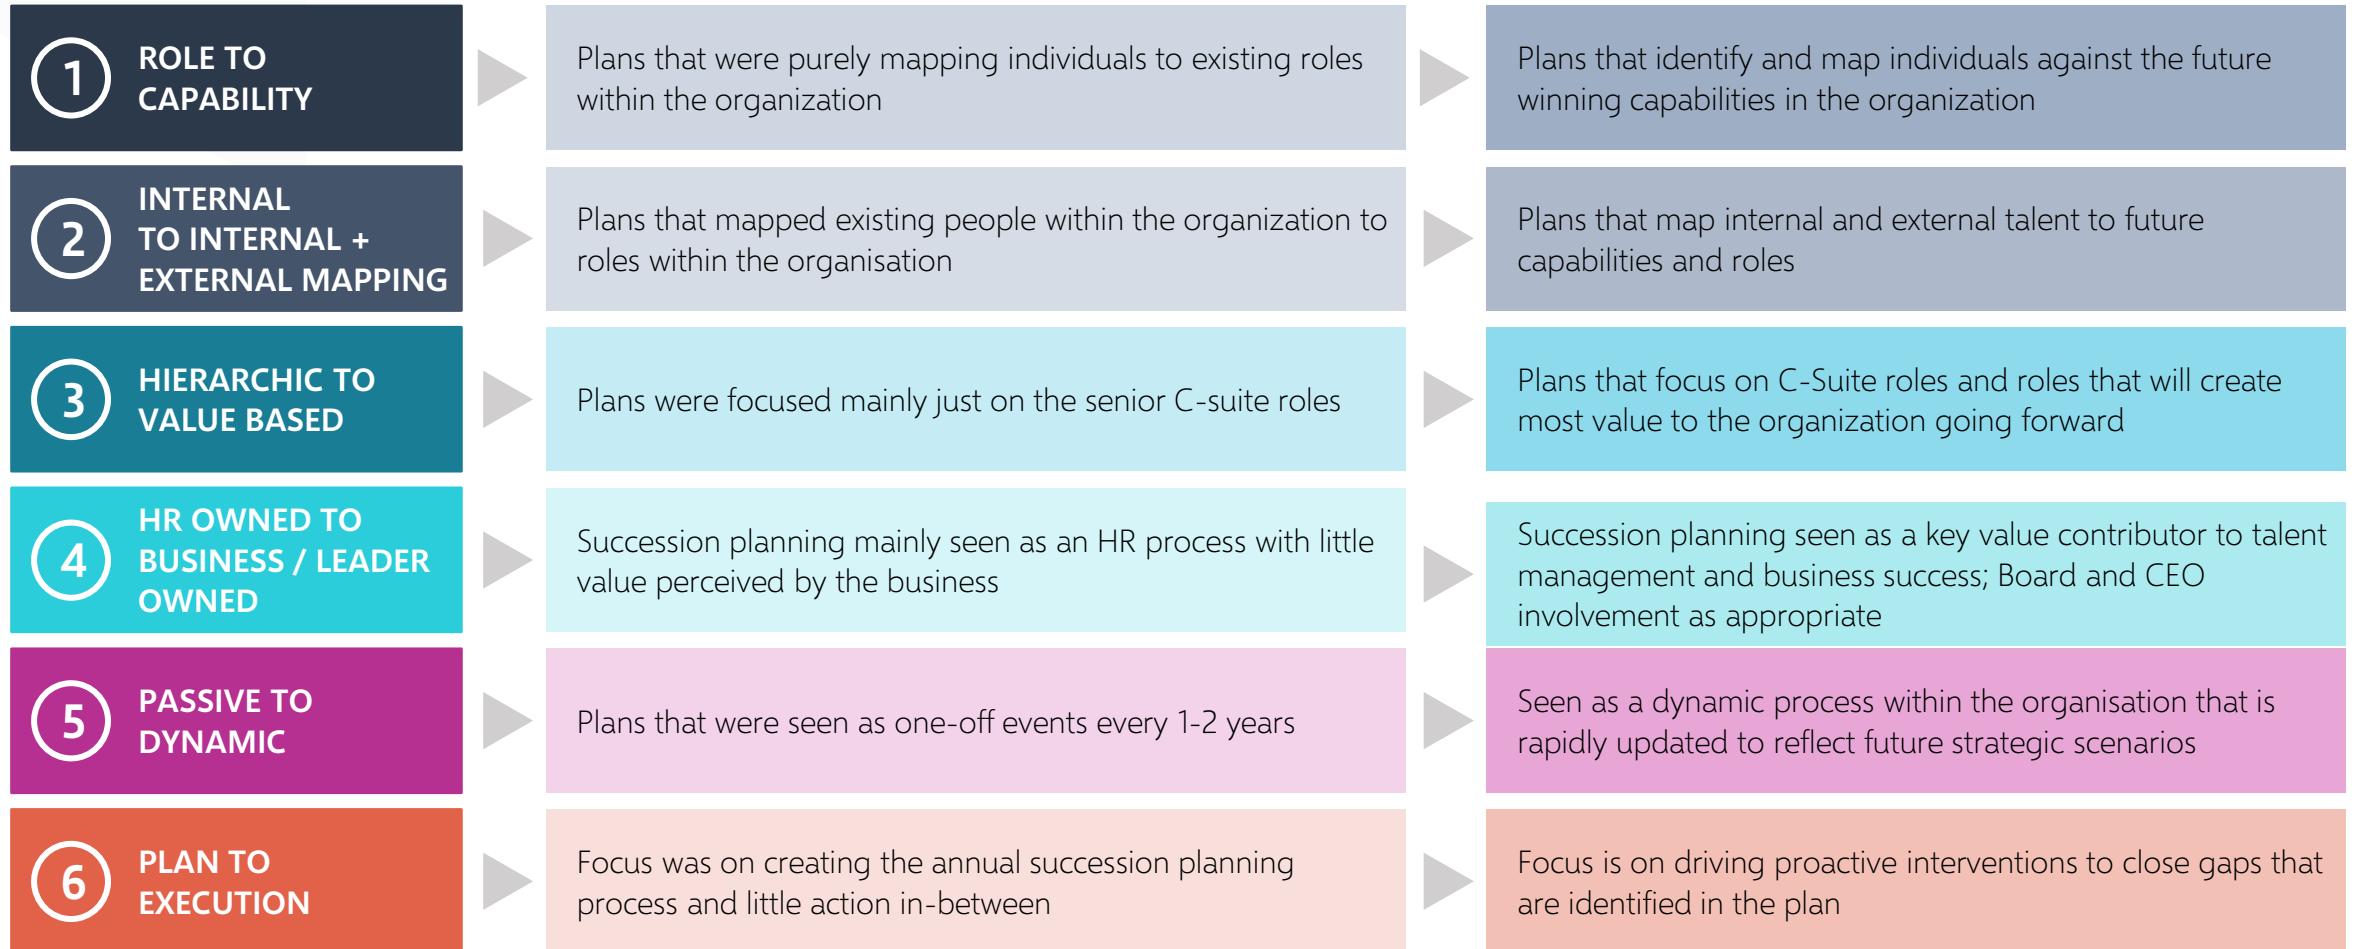 1
ROLE TO
CAPABILITY
Plans that were purely mapping individuals to existing roles
within the organization
Plans that identify and map individuals against the future
winning capabilities in the organization
2
INTERNAL
TO INTERNAL +
EXTERNAL MAPPING
Plans that mapped existing people within the organization to
roles within the organisation
Plans that map internal and external talent to future
capabilities and roles
3
HIERARCHIC TO
VALUE BASED
Plans were focused mainly just on the senior C-suite roles
Plans that focus on C-Suite roles and roles that will create
most value to the organization going forward
4
HR OWNED TO
BUSINESS / LEADER
OWNED
Succession planning mainly seen as an HR process with little
value perceived by the business
Succession planning seen as a key value contributor to talent
management and business success; Board and CEO
involvement as appropriate
5
PASSIVE TO
DYNAMIC
Plans that were seen as one-off events every 1-2 years
Seen as a dynamic process within the organisation that is
rapidly updated to reflect future strategic scenarios
6
PLAN TO
EXECUTION
Focus was on creating the annual succession planning
process and little action in-between
Focus is on driving proactive interventions to close gaps that
are identified in the plan